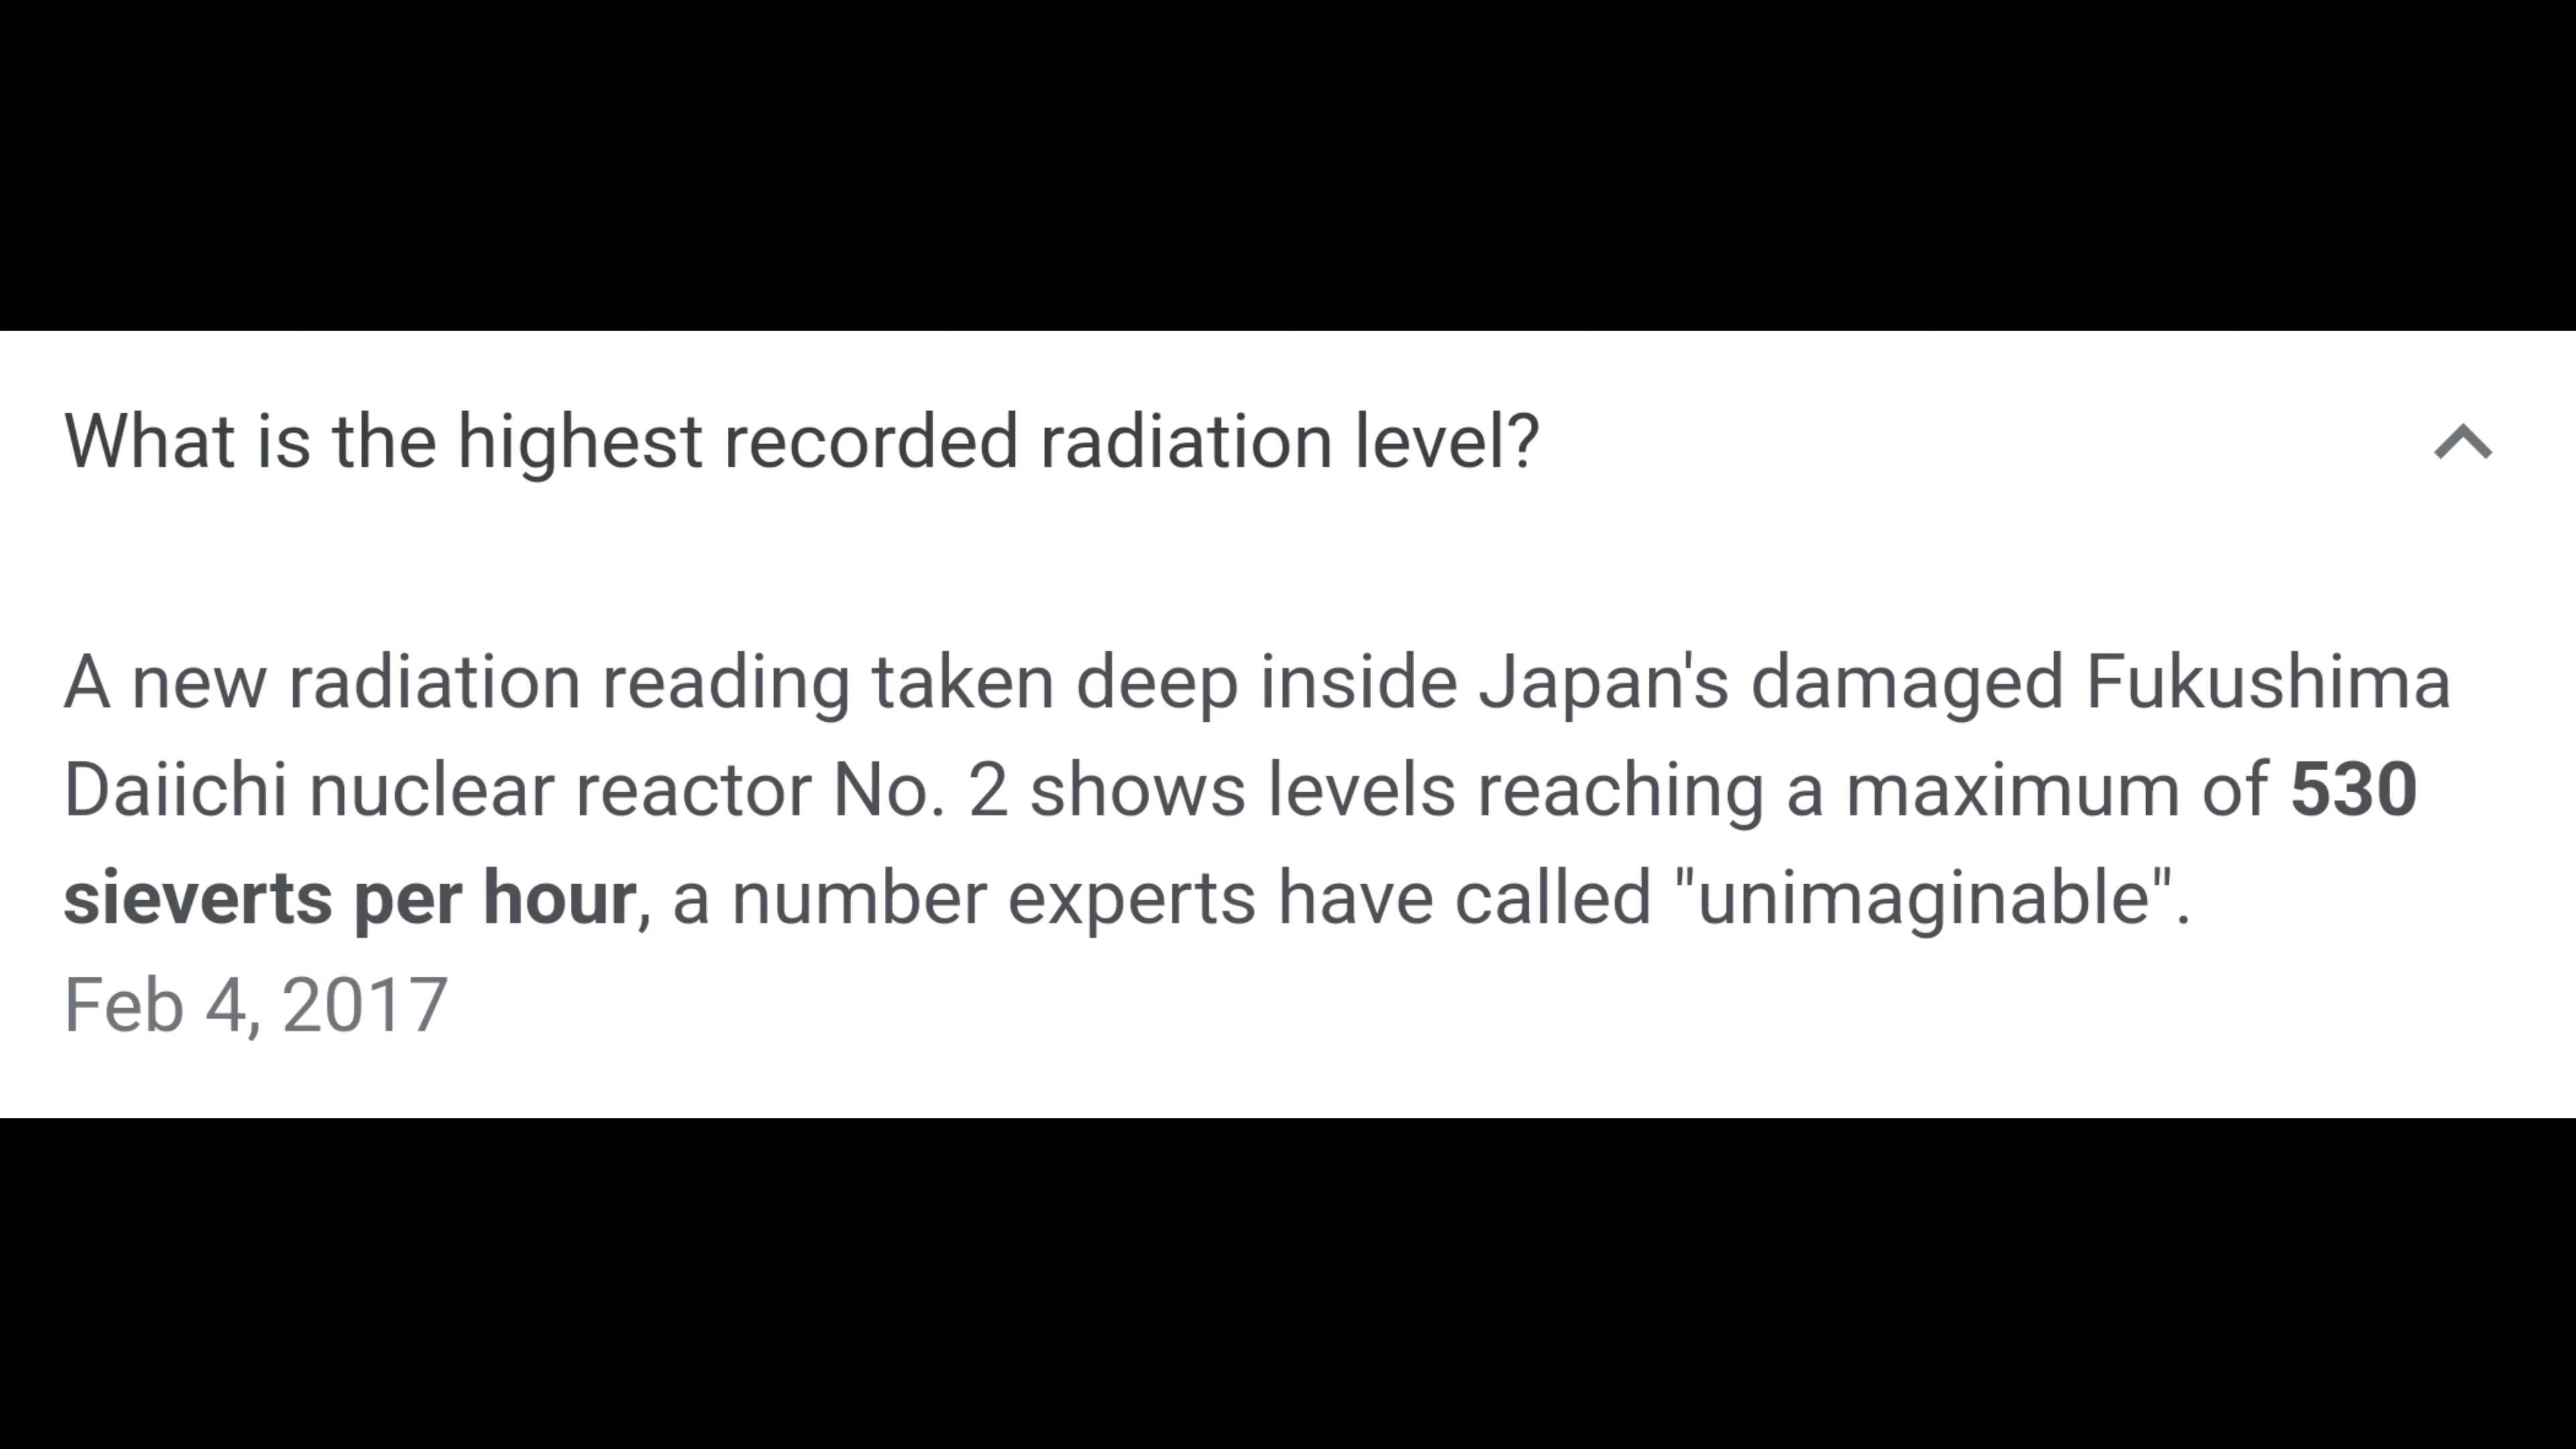 What is the highest recorded radiation level?
A new radiation reading taken deep inside Japan's damaged Fukushima
Daiichi nuclear reactor No. 2 shows levels reaching a maximum of 530
sieverts per hour, a number experts have called "unimaginable".
Feb 4, 2017